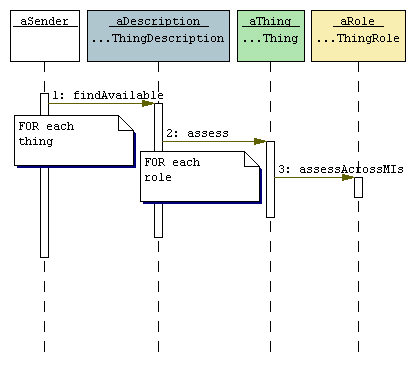 aSender
aDescription
...ThingDescription
aThing
...Thing
aRole
...ThingRole
1: findAvailable
FOR each
thing
2: assess
FOR each
role
3: assessAcrossMIs